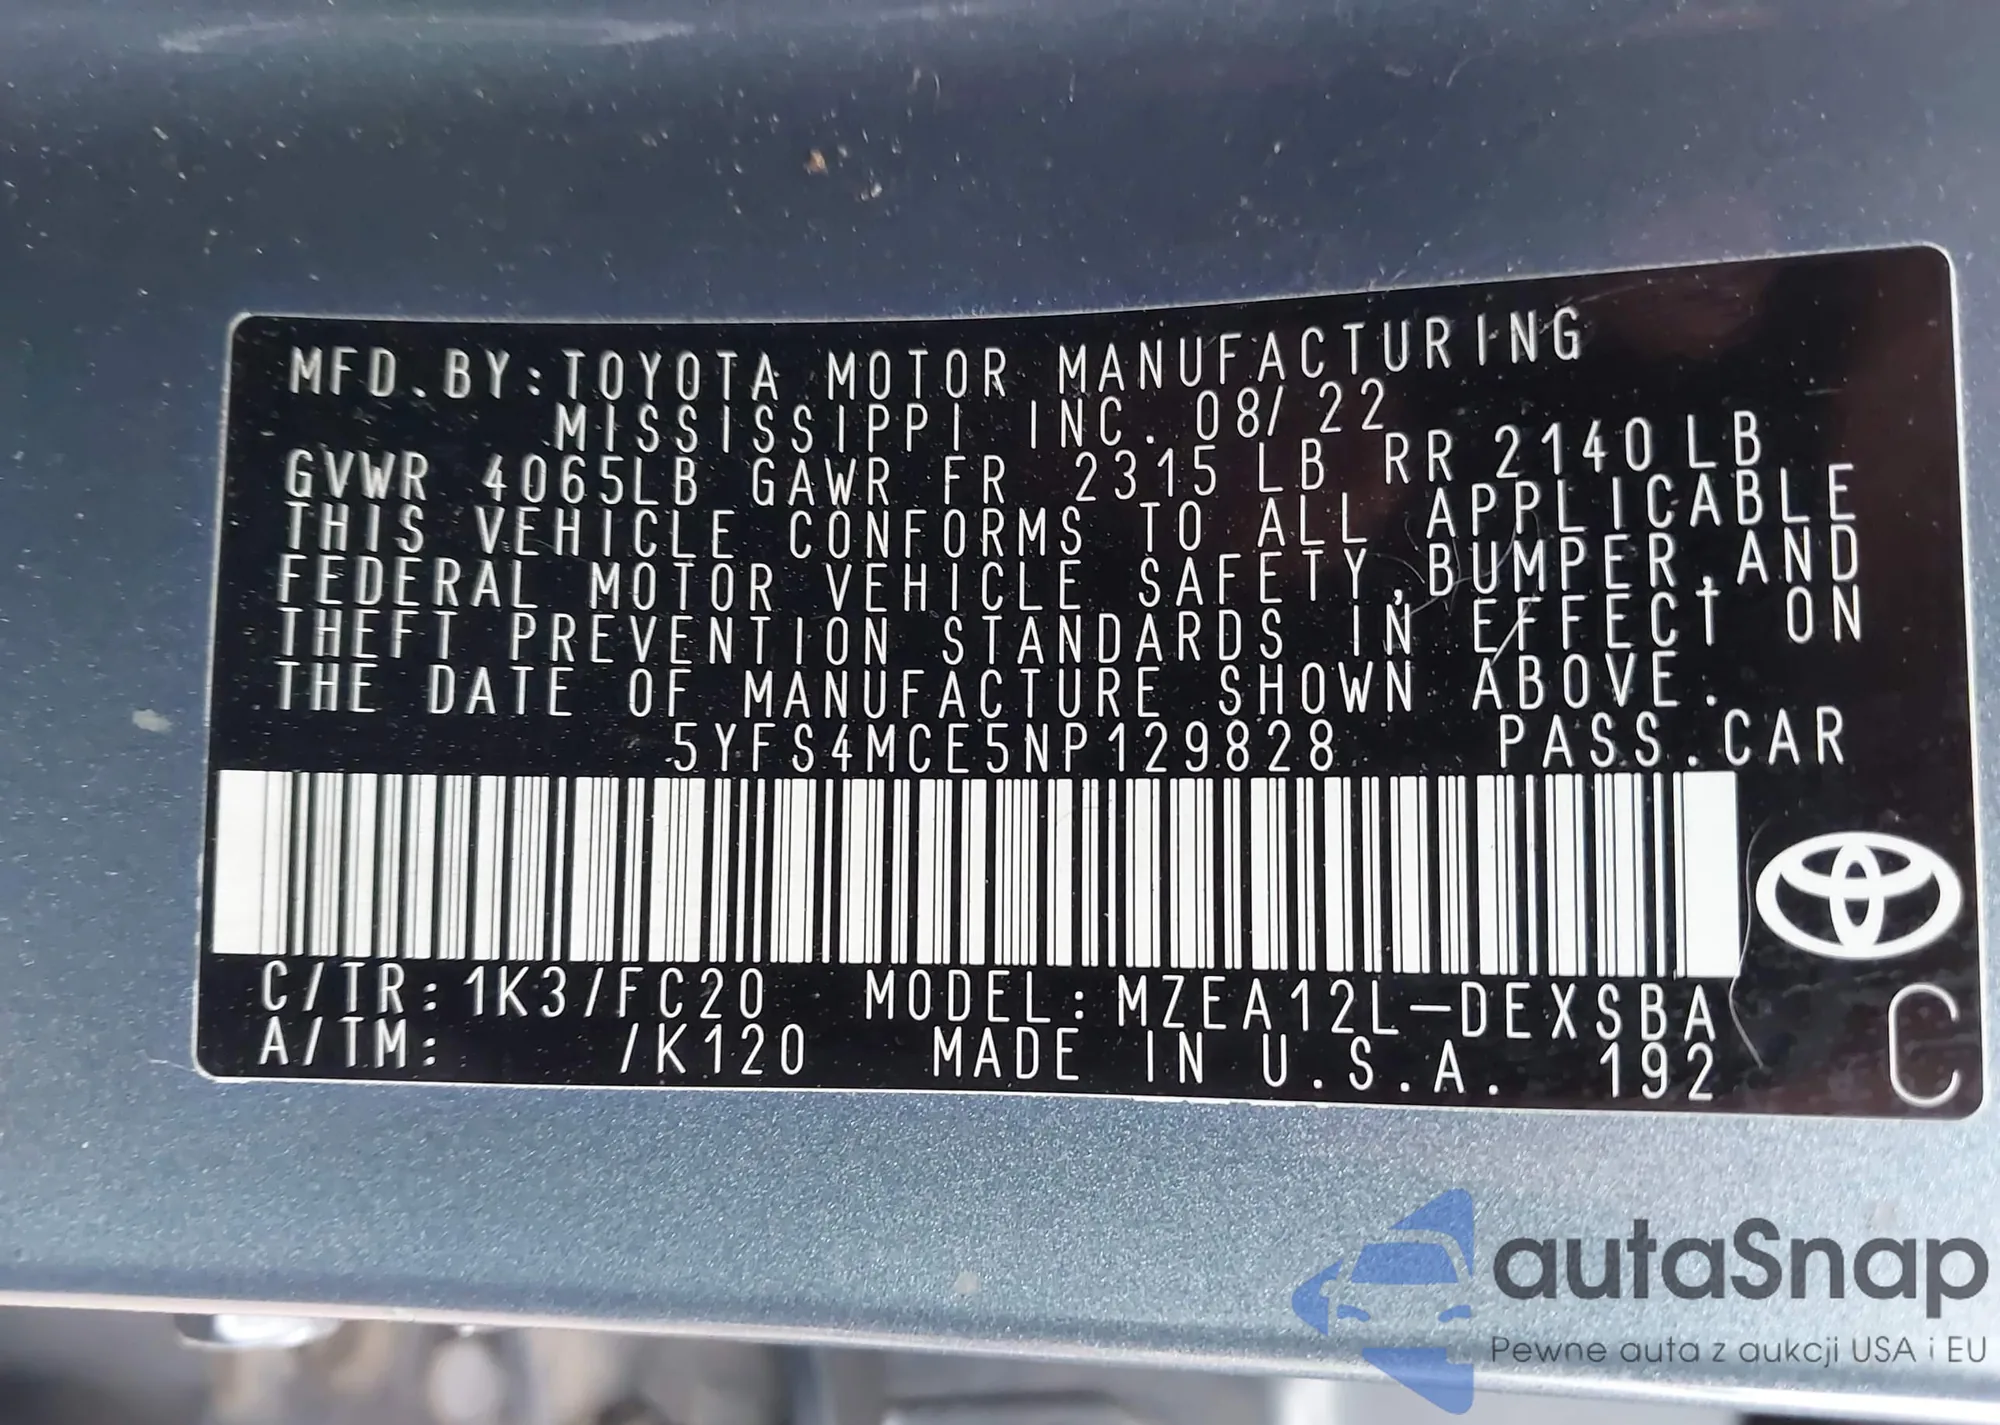 MFD.BY:TOYOTA MOTOR MANUFACTURING
MISSISSIPPI INC. 08/22
GVWR 4065LB GAWR FR 2315 LB RR 2140LB
THIS VEHICLE CONFORMS TO ALL APPLICABLE
FEDERAL MOTOR VEHICLE SAFETY,BUMPER,AND
THEFT PREVENTION STANDARDS IN EFFECT ON
THE DATE OF MANUFACTURE SHOWN ABOVE.
5YFS4MCE5NP129828 PASS.CAR
C/TR:1K3/FC20 MODEL:MZEA12L-DEXSBA
A/TM: /K120 MADE IN U.S.A. 192
C
autaSnap
Pewne auta z aukcji USA i EU